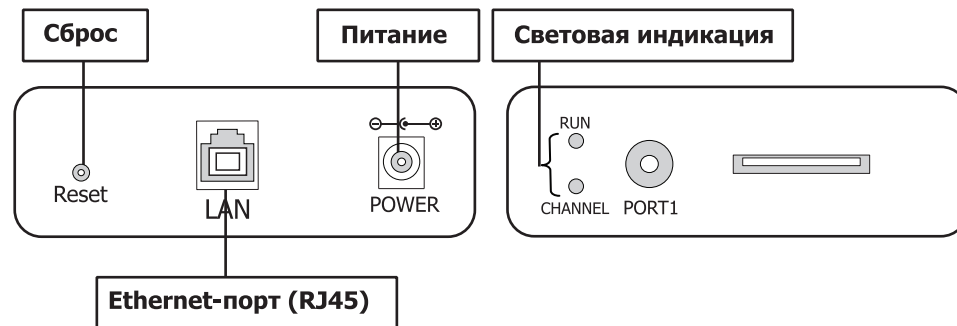 Сброс
Питание
Световая индикация
RUN
Reset
LAN
POWER
CHANNEL
PORT1
Ethernet-порт (RJ45)